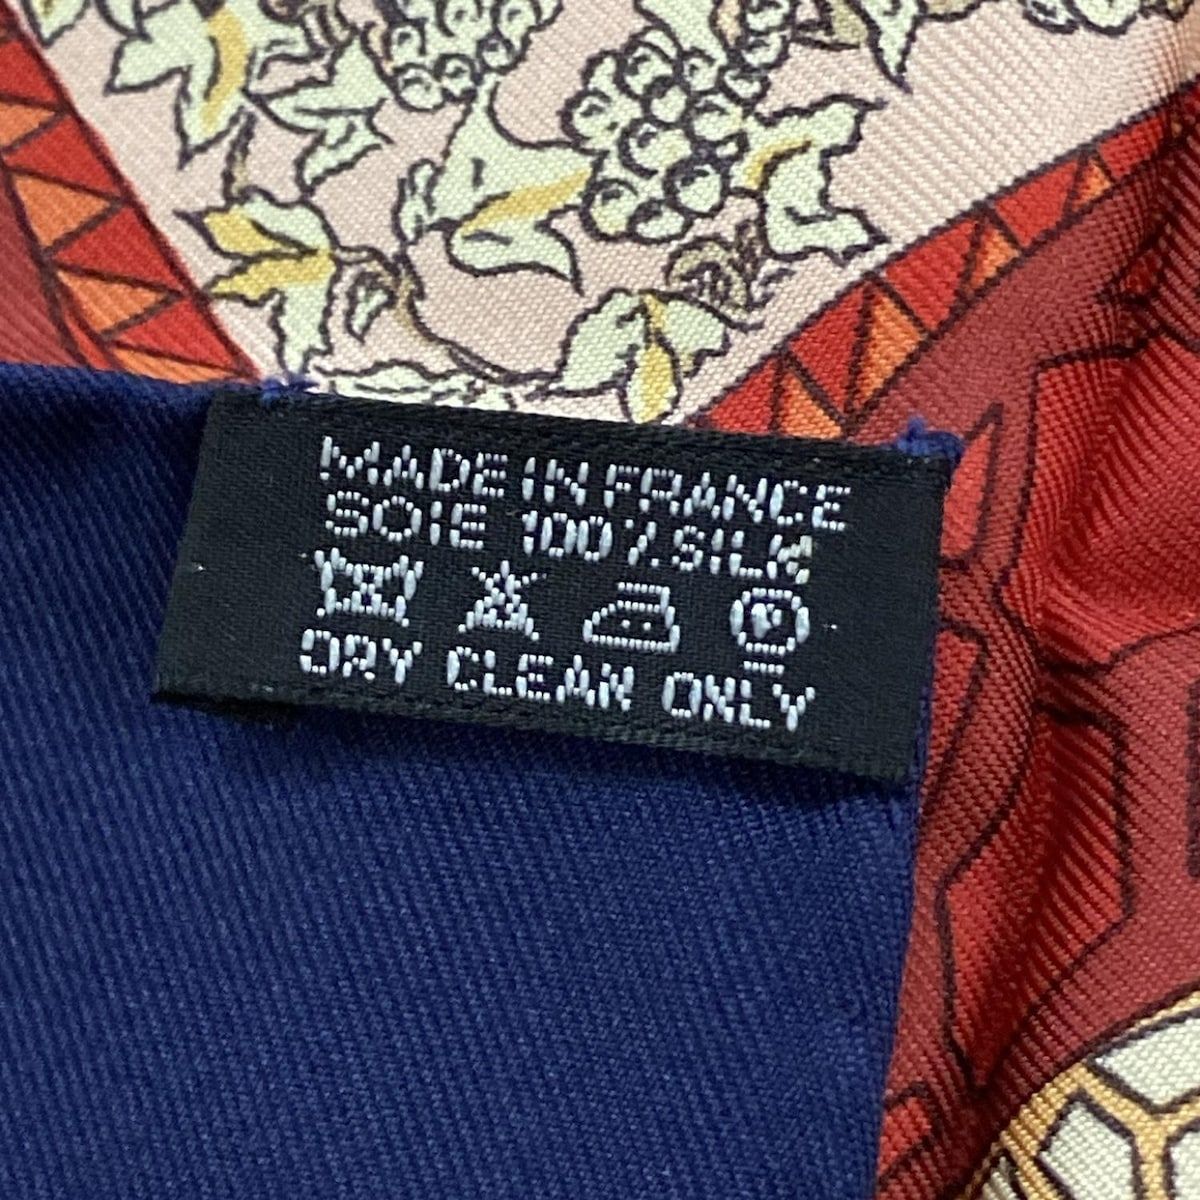 MADE IN FRANCE
SOIE 100% SILK
P
DRY CLEAN ONLY